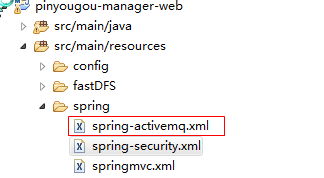 pinyougou-manager-web
src/main/java
src/main/resources
config
fastDFS
spring
spring-activemq.xml
spring-security.xml
springmvc.xml